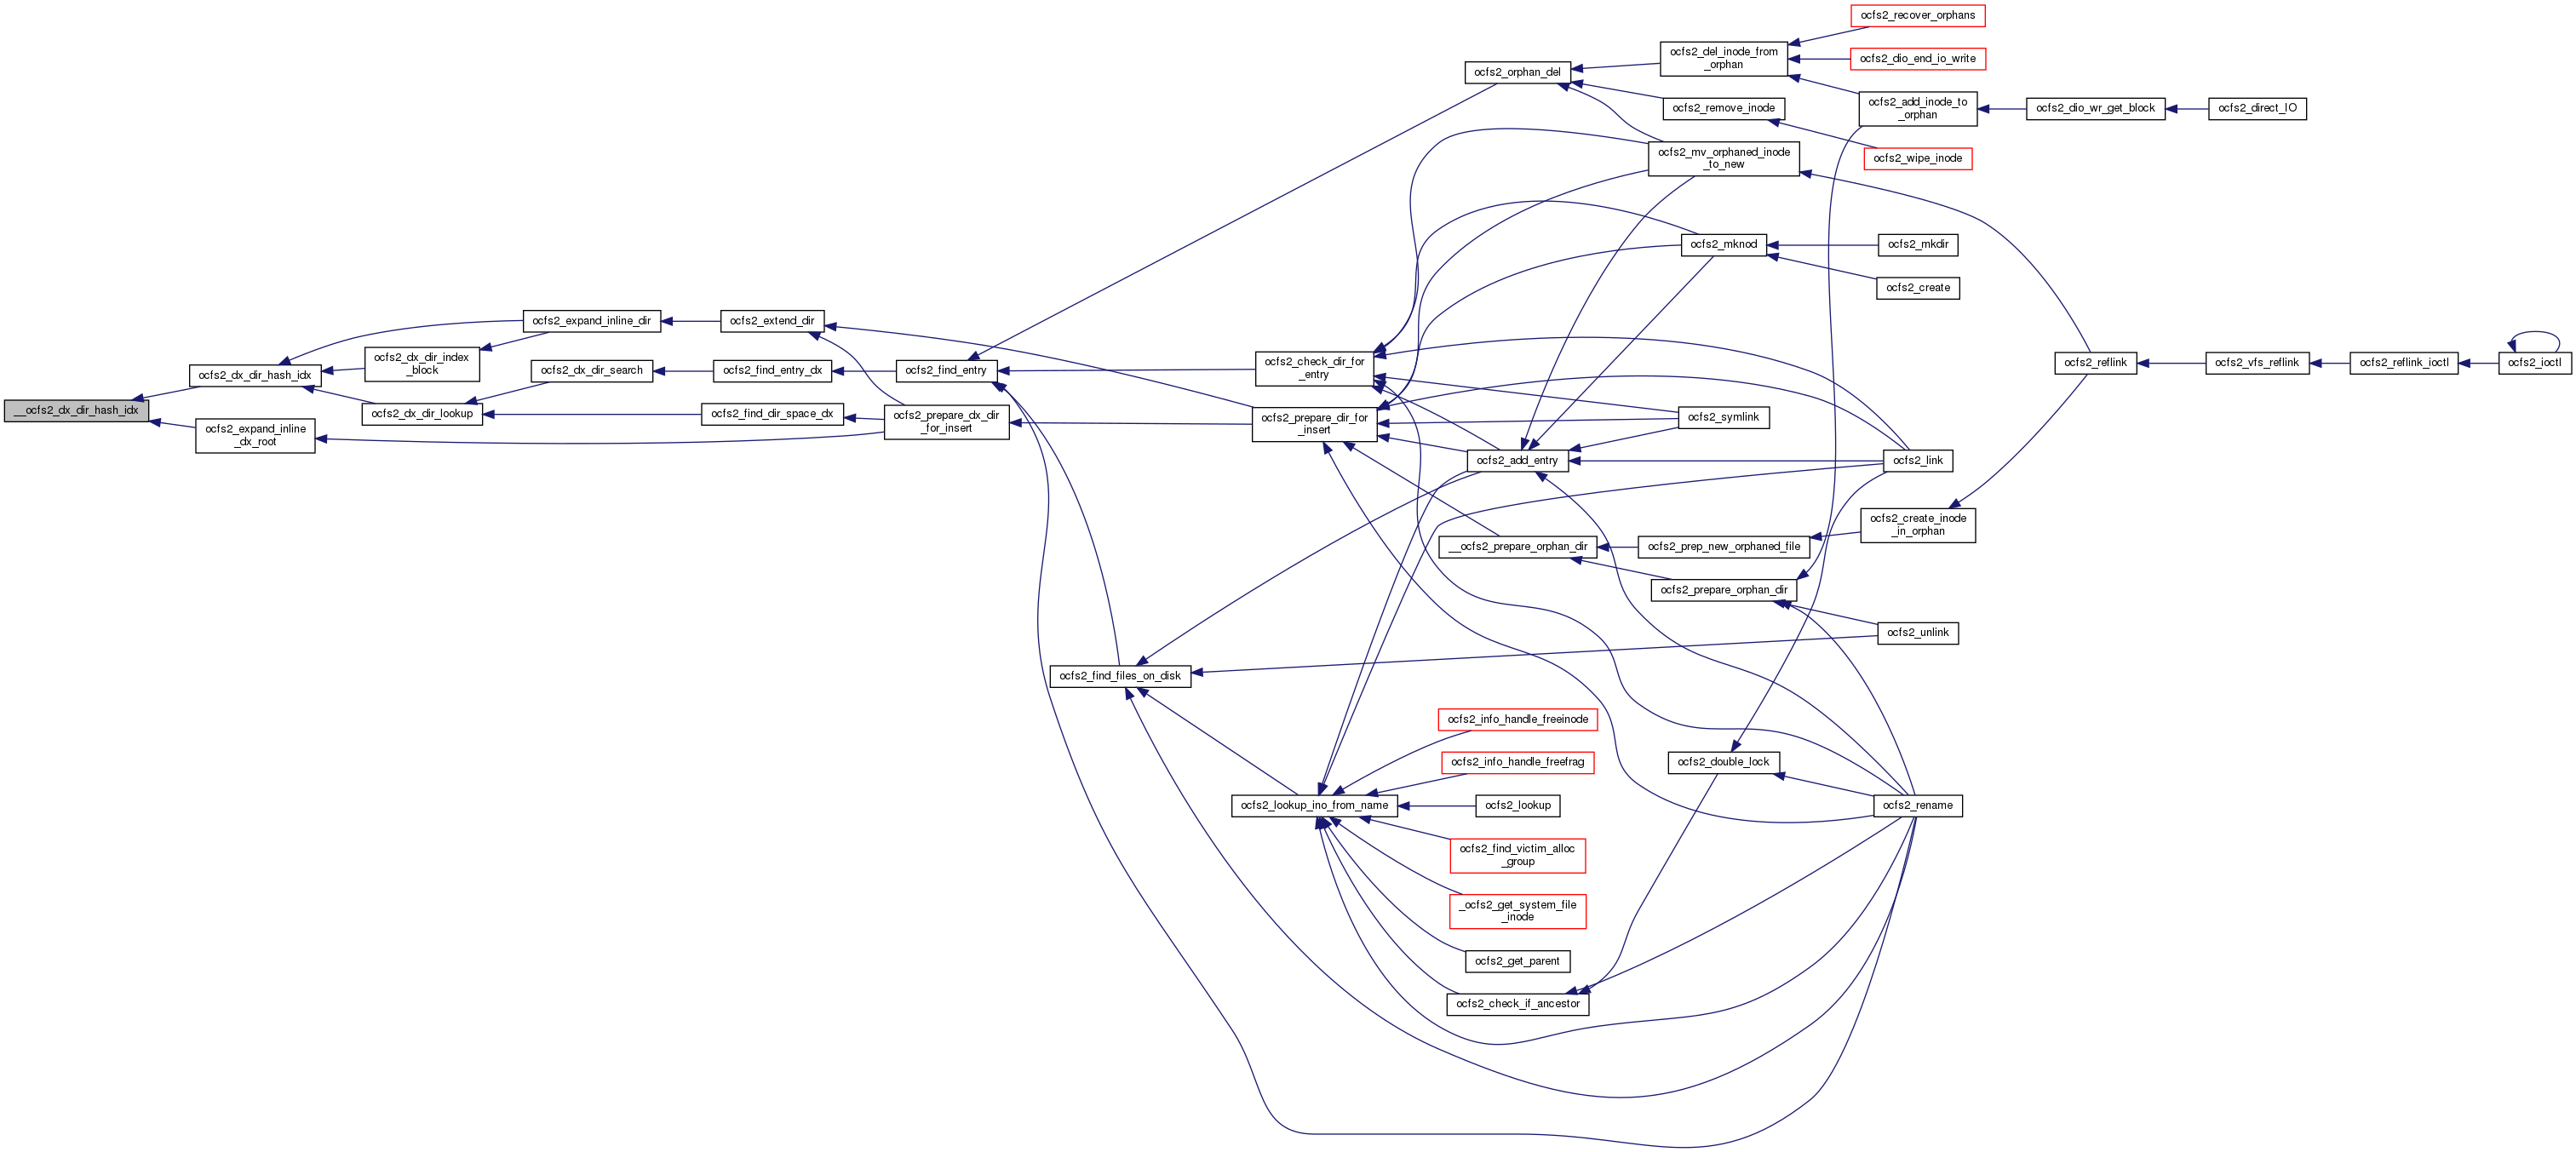 __ocfs2_dx_dir_hash_idx
ocfs2_dx_dir_hash_idx
ocfs2_expand_inline
_dx_root
ocfs2_expand_inline_dir
ocfs2_dx_dir_index
_block
ocfs2_dx_dir_lookup
ocfs2_dx_dir_search
ocfs2_extend_dir
ocfs2_find_entry_dx
ocfs2_find_dir_space_dx
ocfs2_find_entry
ocfs2_prepare_dx_dir
_for_insert
ocfs2_find_files_on_disk
ocfs2_check_dir_for
_entry
ocfs2_prepare_dir_for
_insert
ocfs2_lookup_ino_from_name
ocfs2_orphan_del
ocfs2_add_entry
__ocfs2_prepare_orphan_dir
ocfs2_info_handle_freeinode
ocfs2_info_handle_freefrag
ocfs2_lookup
ocfs2_find_victim_alloc
_group
_ocfs2_get_system_file
_inode
ocfs2_get_parent
ocfs2_check_if_ancestor
ocfs2_del_inode_from
_orphan
ocfs2_remove_inode
ocfs2_mv_orphaned_inode
_to_new
ocfs2_mknod
ocfs2_symlink
ocfs2_prep_new_orphaned_file
ocfs2_prepare_orphan_dir
ocfs2_double_lock
ocfs2_recover_orphans
ocfs2_dio_end_io_write
ocfs2_add_inode_to
_orphan
ocfs2_wipe_inode
ocfs2_mkdir
ocfs2_create
ocfs2_link
ocfs2_create_inode
_in_orphan
ocfs2_unlink
ocfs2_rename
ocfs2_dio_wr_get_block
ocfs2_direct_IO
ocfs2_reflink
ocfs2_vfs_reflink
ocfs2_reflink_ioctl
ocfs2_ioctl